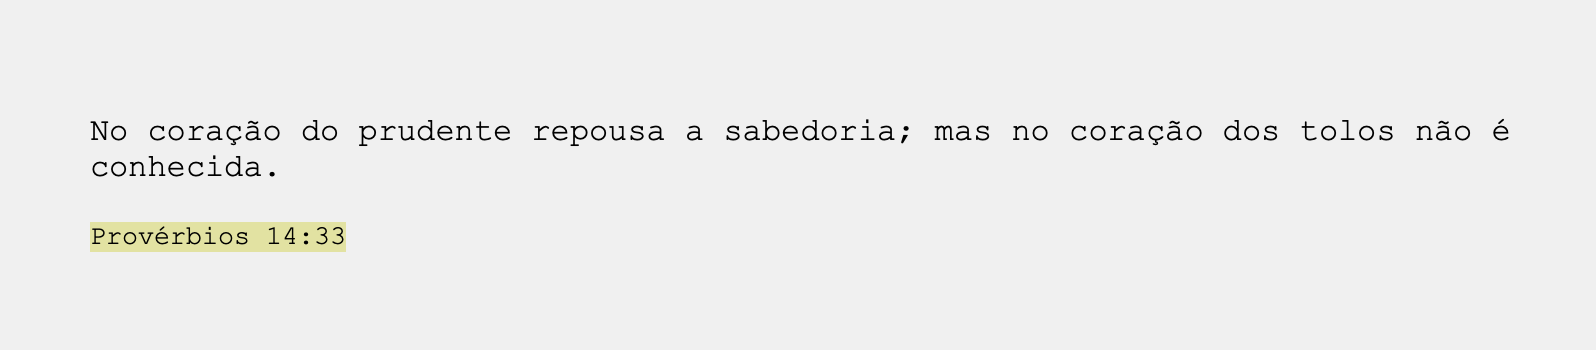 No coração do prudente repousa a sabedoria; mas no coração dos tolos não é
conhecida.
Provérbios 14:33